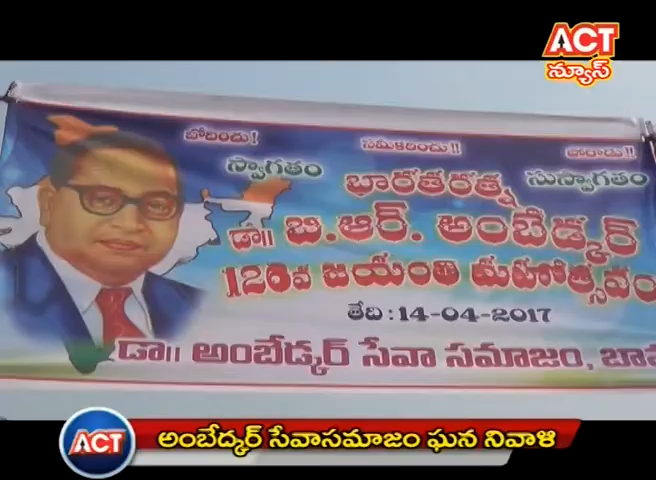 ACT
న్యూస్
బోధించు! సమీకరించు!! పోరాడు!!
స్వాగతం సుస్వాగతం
భారతరత్న
డా॥ బి.ఆర్. అంబేడ్కర్
126వ జయంతి మహోత్సవం
తేది:14-04-2017
డా॥ అంబేడ్కర్ సేవా సమాజం,
ACT
అంబేద్కర్ సేవాసమాజం ఘన నివాళి